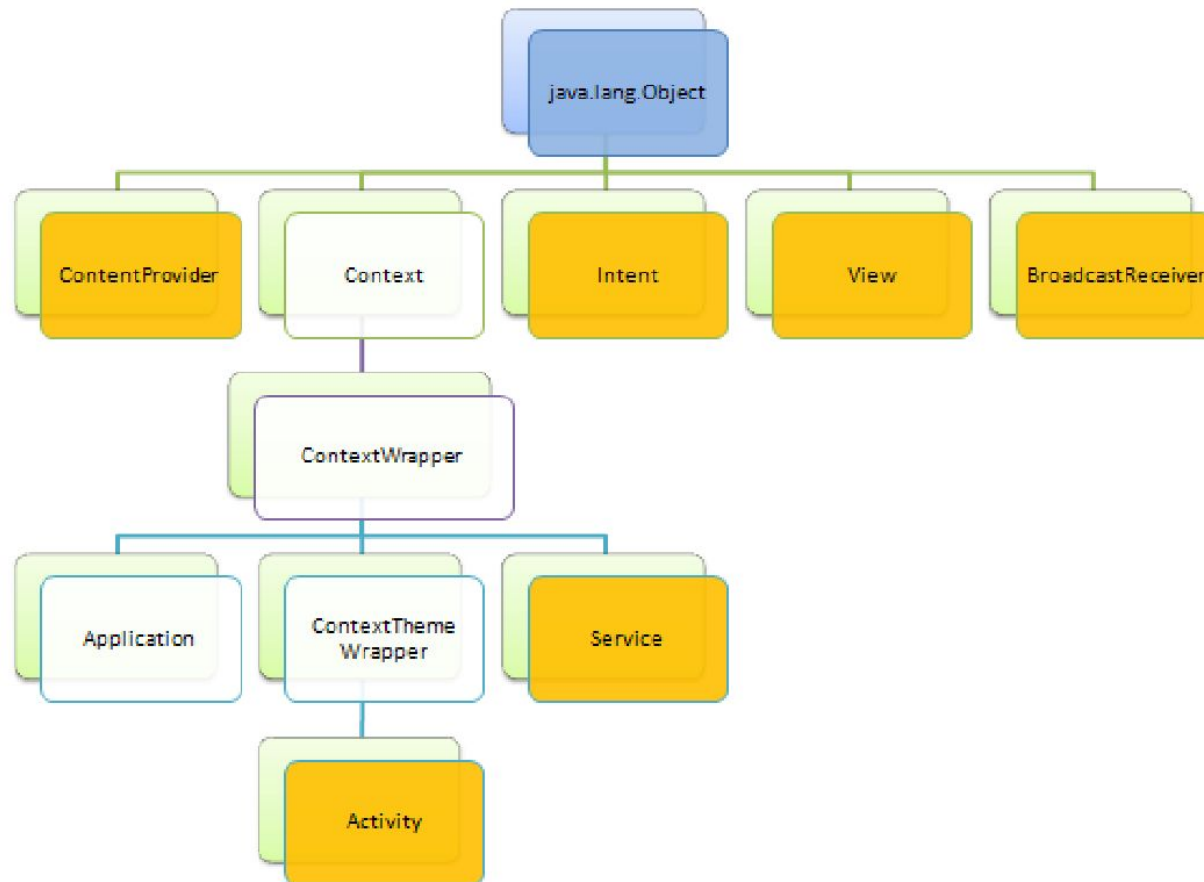 java.lang.Object
ContentProvider
Context
Intent
View
BroadcastReceiver
ContextWrapper
Application
ContextTheme
Wrapper
Service
Activity